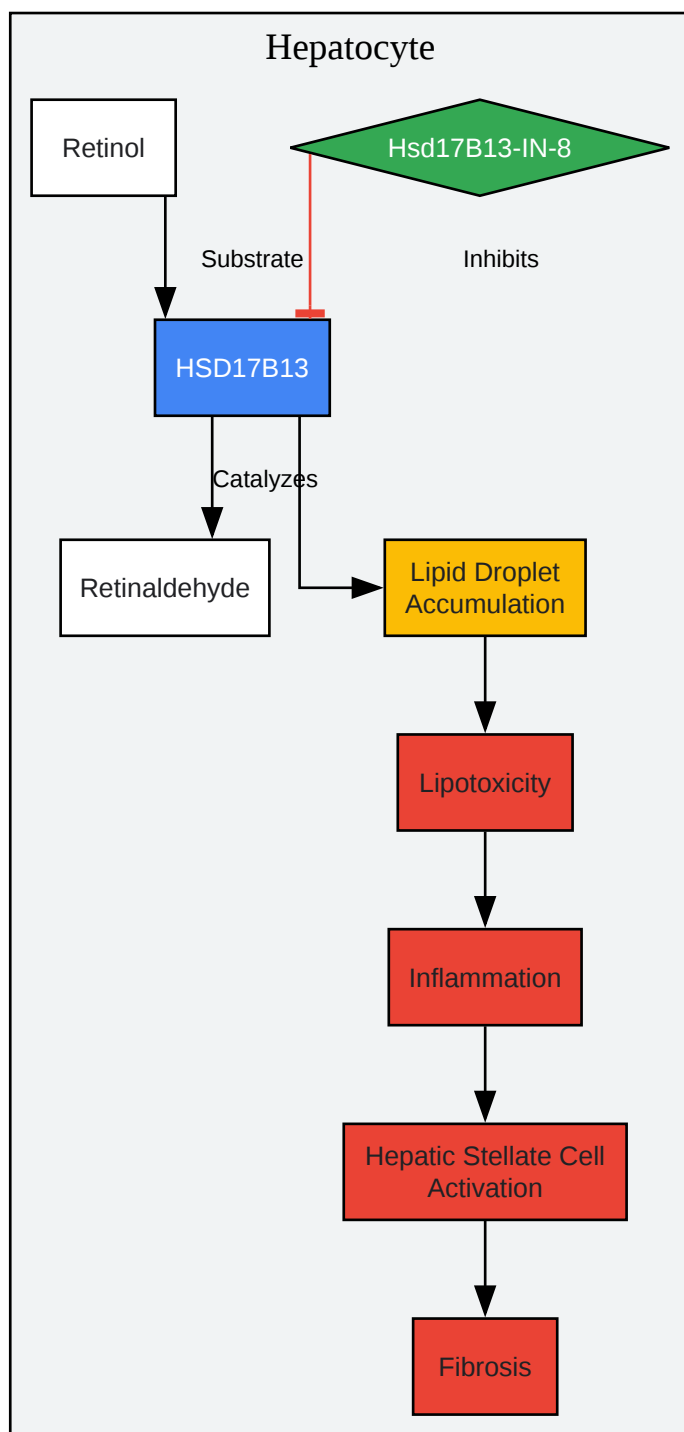 Hepatocyte
Retinol
Hsd17B13-IN-8
Substrate
Inhibits
HSD17B13
Catalyzes
Retinaldehyde
Lipid Droplet
Accumulation
Lipotoxicity
Inflammation
Hepatic Stellate Cell
Activation
Fibrosis